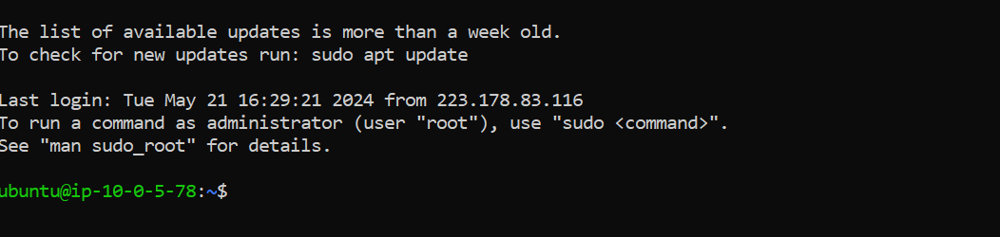 The list of available updates is more than a week old.
To check for new updates run: sudo apt update
Last login: Tue May 21 16:29:21 2024 from 223.178.83.116
To run a command as administrator (user "root"), use "sudo <command>".
See "man sudo_root" for details.
ubuntu@ip-10-0-5-78:~$